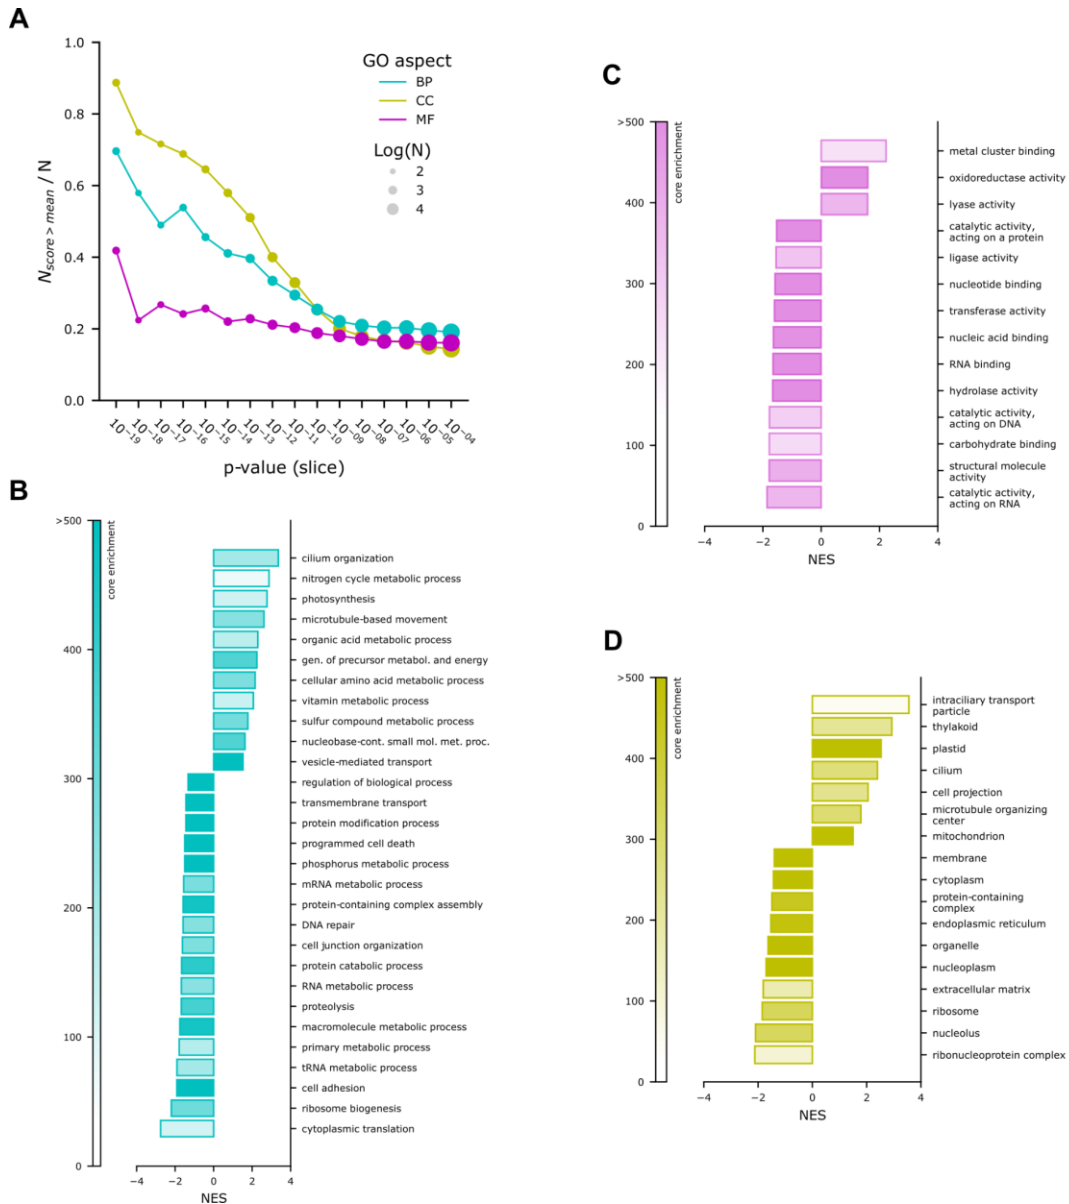 A
1.0
0.8
0.6
0.4
0.2
0.0
N score > mean / N
GO aspect
BP
CC
MF
Log(N)
2
3
4
10−19
10−18
10−17
10−16
10−15
10−14
10−13
10−12
10−11
10−10
10−09
10−08
10−07
10−06
10−05
10−04
p-value (slice)
B
>500
400
300
200
100
0
core enrichment
cilium organization
nitrogen cycle metabolic process
photosynthesis
microtubule-based movement
organic acid metabolic process
gen. of precursor metabol. and energy
cellular amino acid metabolic process
vitamin metabolic process
sulfur compound metabolic process
nucleobase-cont. small mol. met. proc.
vesicle-mediated transport
regulation of biological process
transmembrane transport
protein modification process
programmed cell death
phosphorus metabolic process
mRNA metabolic process
protein-containing complex assembly
DNA repair
cell junction organization
protein catabolic process
RNA metabolic process
proteolysis
macromolecule metabolic process
primary metabolic process
tRNA metabolic process
cell adhesion
ribosome biogenesis
cytoplasmic translation
−4 −2 0 2 4
NES
C
>500
400
300
200
100
0
core enrichment
metal cluster binding
oxidoreductase activity
lyase activity
catalytic activity,
acting on a protein
ligase activity
nucleotide binding
transferase activity
nucleic acid binding
RNA binding
hydrolase activity
catalytic activity,
acting on DNA
carbohydrate binding
structural molecule
activity
catalytic activity,
acting on RNA
−4 −2 0 2 4
NES
D
>500
400
300
200
100
0
core enrichment
intraciliary transport
particle
thylakoid
plastid
cilium
cell projection
microtubule organizing
center
mitochondrion
membrane
cytoplasm
protein-containing
complex
endoplasmic reticulum
organelle
nucleoplasm
extracellular matrix
ribosome
nucleolus
ribonucleoprotein complex
−4 −2 0 2 4
NES